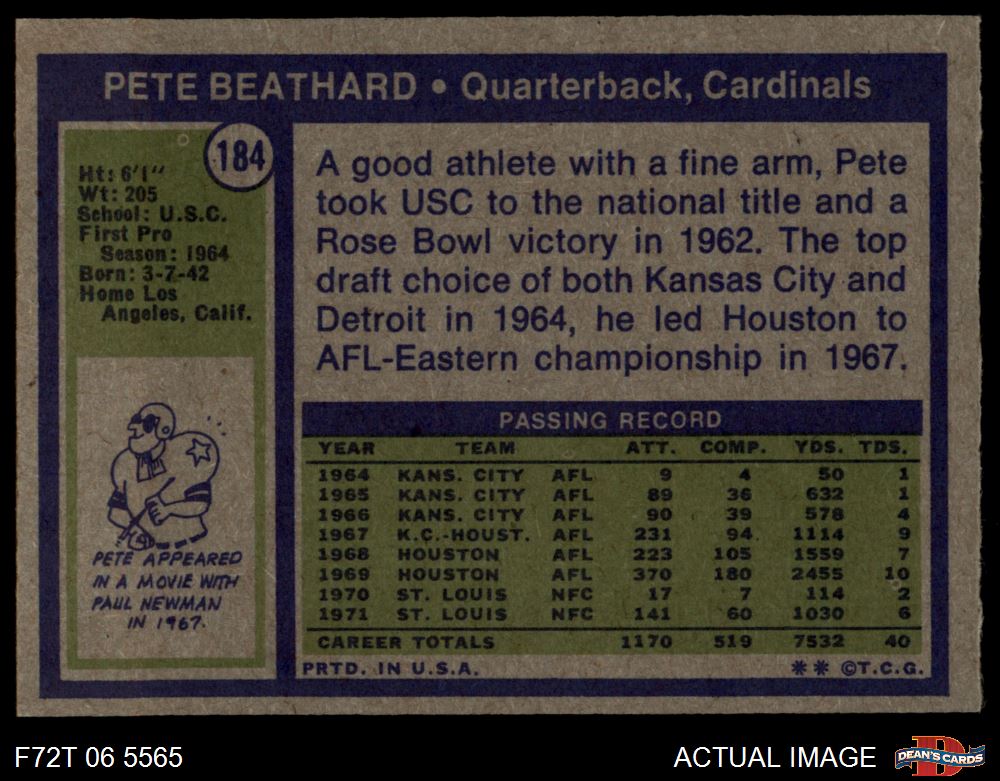 PETE BEATHARD • Quarterback, Cardinals
184
Ht: 6'1"
Wt: 205
School: U.S.C.
First Pro
Season: 1964
Born: 3-7-42
Home Los
Angeles, Calif.
PETE APPEARED
IN A MOVIE WITH
PAUL NEWMAN
IN 1967.
A good athlete with a fine arm, Pete
took USC to the national title and a
Rose Bowl victory in 1962. The top
draft choice of both Kansas City and
Detroit in 1964, he led Houston to
AFL-Eastern championship in 1967.
PASSING RECORD
YEAR TEAM ATT. COMP. YDS. TDS.
1964 KANS. CITY AFL 9 4 50 1
1965 KANS. CITY AFL 89 36 632 1
1966 KANS. CITY AFL 90 39 578 4
1967 K.C.-HOUST. AFL 231 94 1114 9
1968 HOUSTON AFL 223 105 1559 7
1969 HOUSTON AFL 370 180 2455 10
1970 ST. LOUIS NFC 17 7 114 2
1971 ST. LOUIS NFC 141 60 1030 6
CAREER TOTALS 1170 519 7532 40
PRTD. IN U.S.A. ** ©T.C.G.
F72T 06 5565
ACTUAL IMAGE
D
DEAN'S CARDS